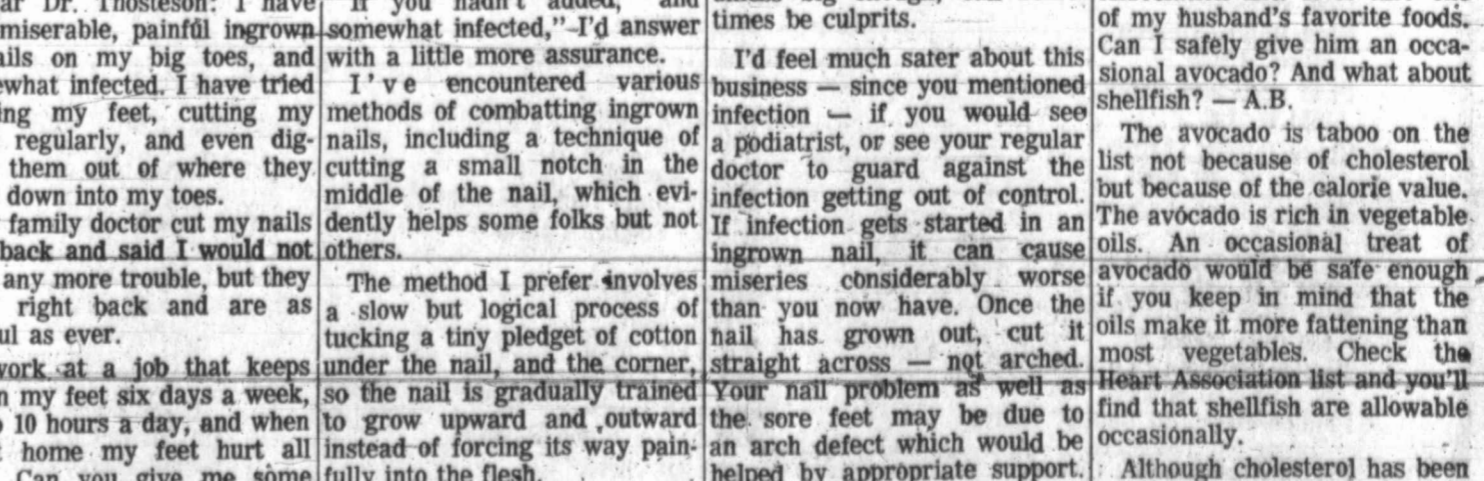 ar Dr. Thosteson: I have
miserable, painful ingrown
ails on my big toes, and
ewhat infected. I have tried
ing my feet, cutting my
regularly, and even dig-
them out of where they
down into my toes.
family doctor cut my nails
back and said I would not
any more trouble, but they
right back and are as
ul as ever.
work at a job that keeps
n my feet six days a week,
10 hours a day, and when
home my feet hurt all
Can you give me some
if you hadn't added, "and
somewhat infected," I'd answer
with a little more assurance.
I've encountered various
methods of combatting ingrown
nails, including a technique of
cutting a small notch in the
middle of the nail, which evi-
dently helps some folks but not
others.
The method I prefer involves
a slow but logical process of
tucking a tiny pledget of cotton
under the nail, and the corner,
so the nail is gradually trained
to grow upward and outward
instead of forcing its way pain-
fully into the flesh.
times be culprits.
I'd feel much sater about this
business — since you mentioned
infection — if you would see
a podiatrist, or see your regular
doctor to guard against the
infection getting out of control.
If infection gets started in an
ingrown nail, it can cause
miseries considerably worse
than you now have. Once the
nail has grown out, cut it
straight across — not arched.
Your nail problem as well as
the sore feet may be due to
an arch defect which would be
helped by appropriate support.
of my husband's favorite foods.
Can I safely give him an occa-
sional avocado? And what about
shellfish? — A.B.
The avocado is taboo on the
list not because of cholesterol
but because of the calorie value.
The avocado is rich in vegetable
oils. An occasional treat of
avocado would be safe enough
if you keep in mind that the
oils make it more fattening than
most vegetables. Check the
Heart Association list and you'll
find that shellfish are allowable
occasionally.
Although cholesterol has been